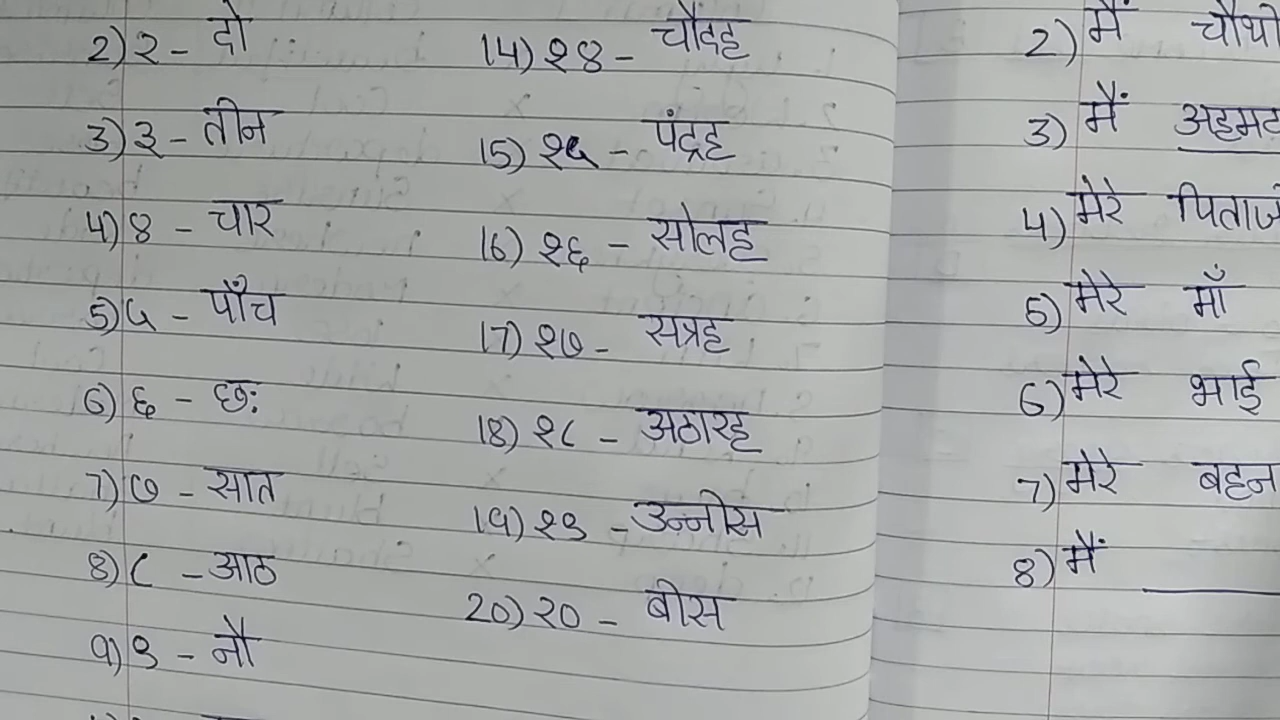 2) २ - दो
3) ३ - तीन
4) ४ - चार
5) ५ - पाँच
6) ६ - छः
7) ७ - सात
8) ८ - आठ
9) ९ - नौ
14) १४ - चौदह
15) १५ - पंद्रह
16) १६ - सोलह
17) १७ - सत्रह
18) १८ - अठारह
19) १९ - उन्नीस
20) २० - बीस
2) मैं
3) मैं अहमद
4) मेरे
5) मेरे माँ
6) मेरे भाई
7) मेरे बहन
8) मैं